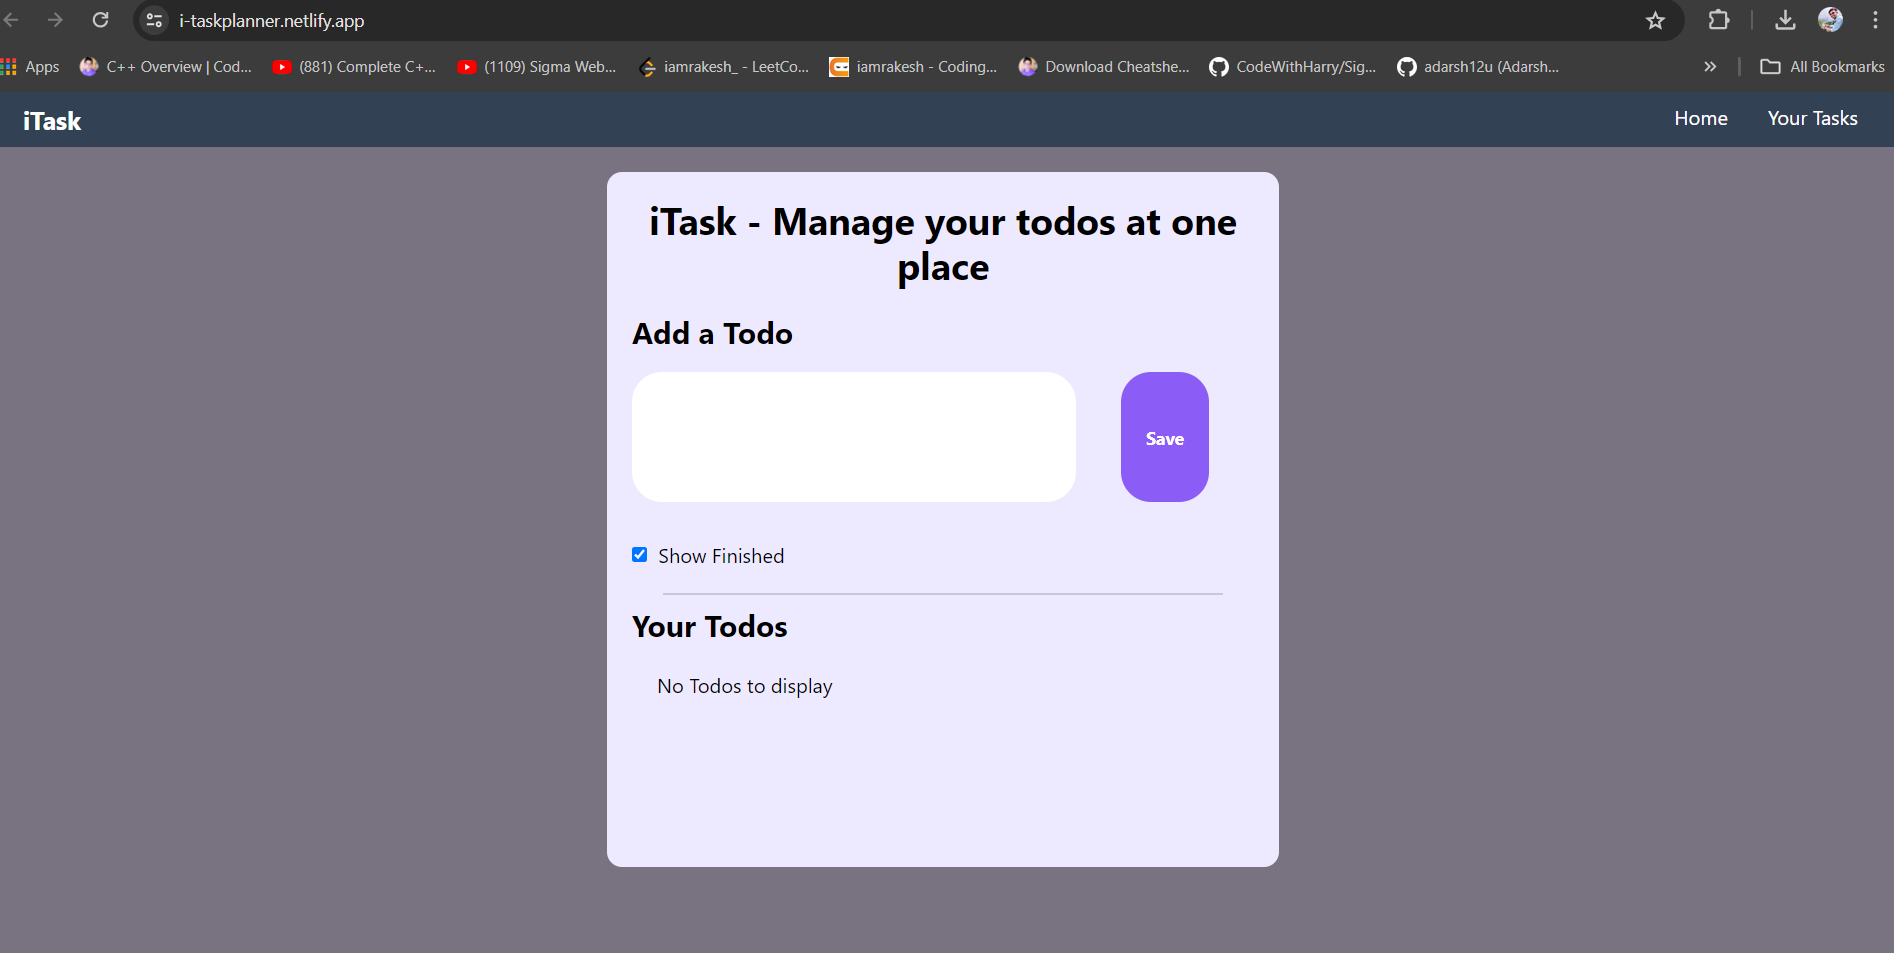 i-taskplanner.netlify.app
Apps C++ Overview | Cod... (881) Complete C+... (1109) Sigma Web... iamrakesh_ - LeetCo... iamrakesh - Coding... Download Cheatshe... CodeWithHarry/Sig... adarsh12u (Adarsh... » All Bookmarks
iTask Home Your Tasks
iTask - Manage your todos at one
place
Add a Todo
Save
Show Finished
Your Todos
No Todos to display